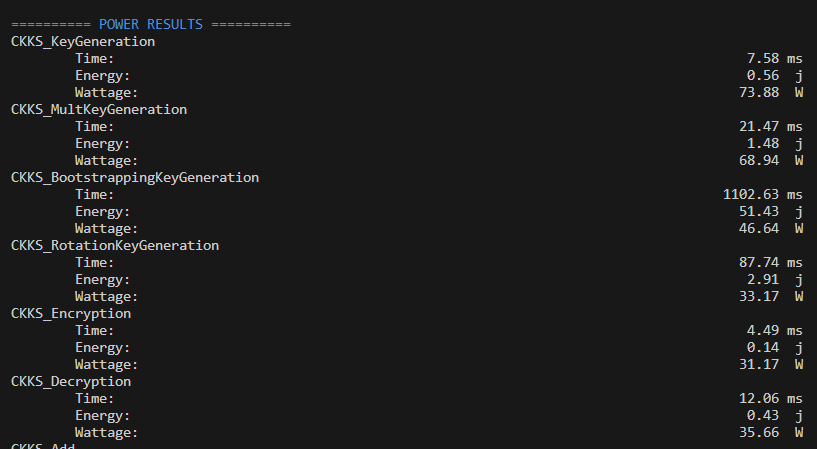 ========== POWER RESULTS ==========
CKKS_KeyGeneration
Time: 7.58 ms
Energy: 0.56 j
Wattage: 73.88 W
CKKS_MultKeyGeneration
Time: 21.47 ms
Energy: 1.48 j
Wattage: 68.94 W
CKKS_BootstrappingKeyGeneration
Time: 1102.63 ms
Energy: 51.43 j
Wattage: 46.64 W
CKKS_RotationKeyGeneration
Time: 87.74 ms
Energy: 2.91 j
Wattage: 33.17 W
CKKS_Encryption
Time: 4.49 ms
Energy: 0.14 j
Wattage: 31.17 W
CKKS_Decryption
Time: 12.06 ms
Energy: 0.43 j
Wattage: 35.66 W
CKKS_Add